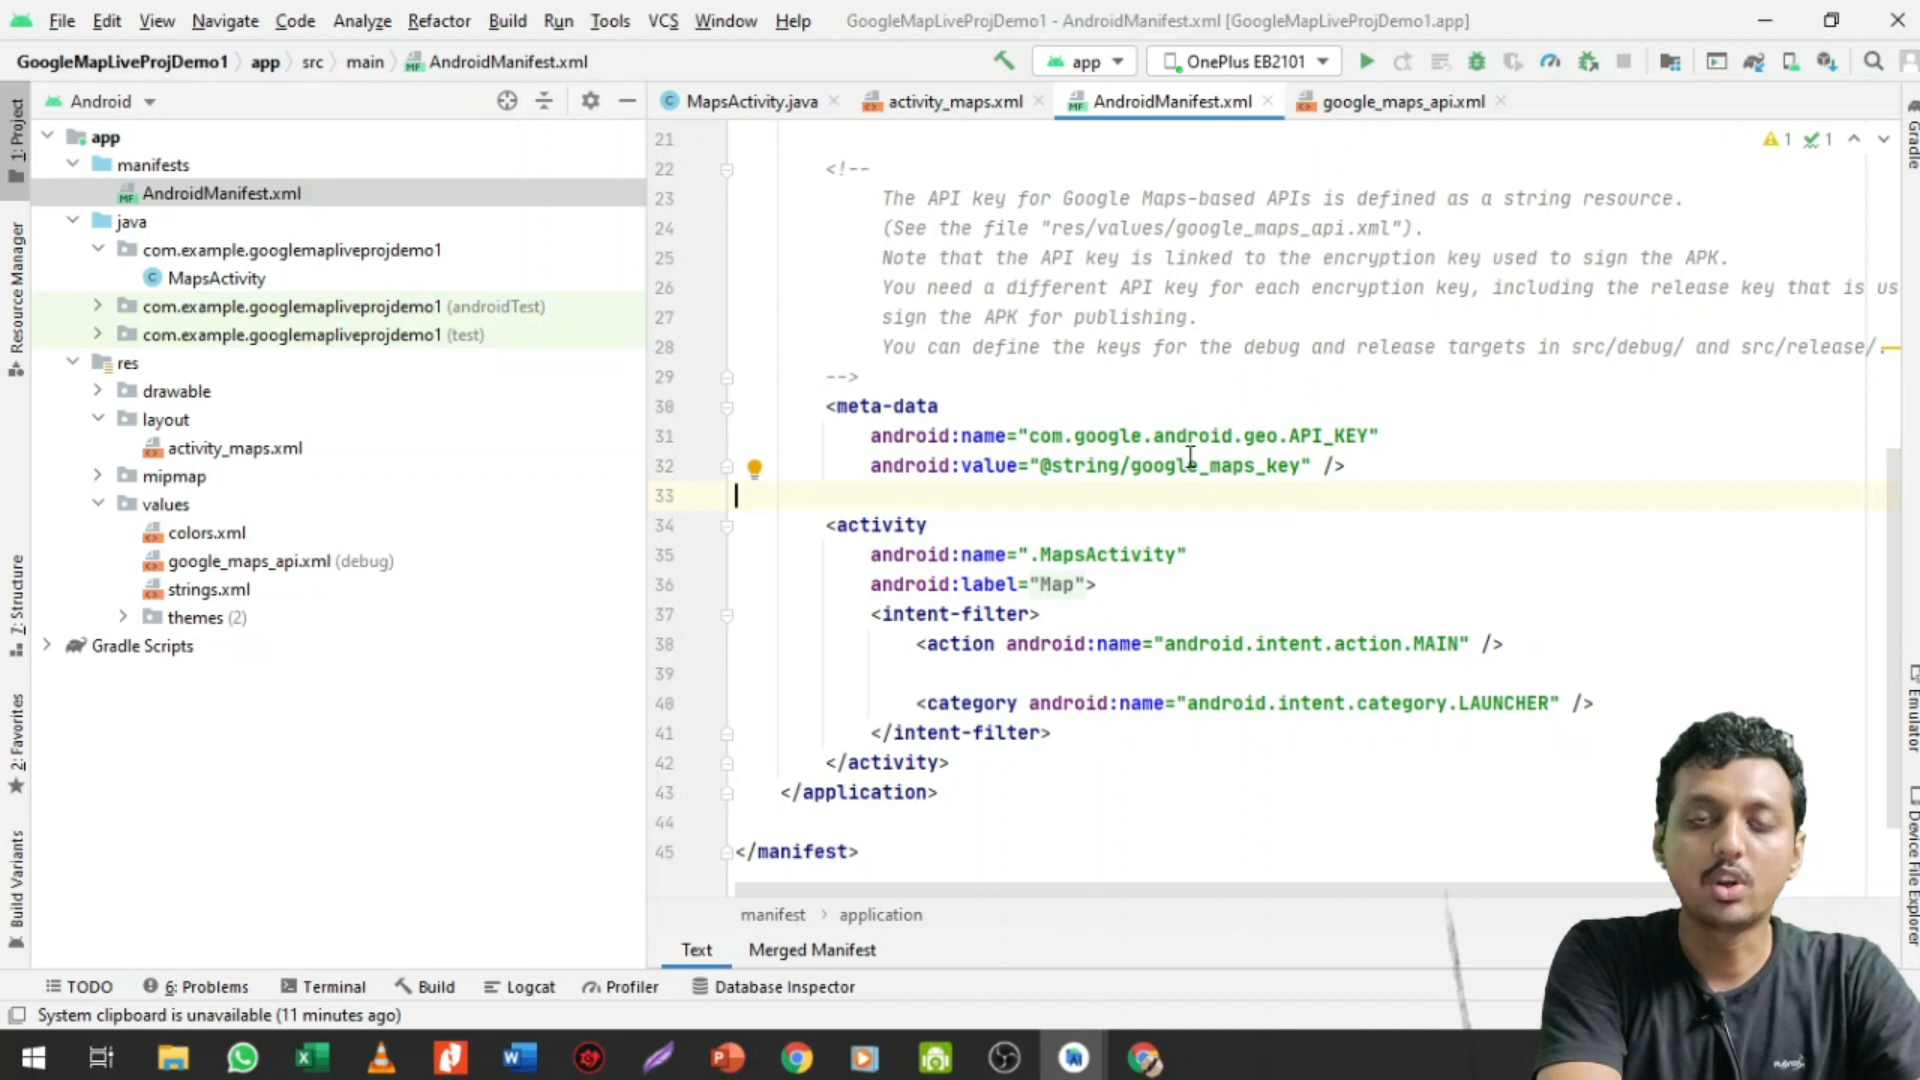 File Edit View Navigate Code Analyze Refactor Build Run Tools VCS Window Help GoogleMapLiveProjDemo1 - AndroidManifest.xml [GoogleMapLiveProjDemo1.app]
GoogleMapLiveProjDemo1 app src main AndroidManifest.xml app OnePlus EB2101
Android
MapsActivity.java activity_maps.xml AndroidManifest.xml google_maps_api.xml
1: Project
Resource Manager
7: Structure
2: Favorites
Build Variants
app
manifests
AndroidManifest.xml
java
com.example.googlemapliveprojdemo1
MapsActivity
com.example.googlemapliveprojdemo1 (androidTest)
com.example.googlemapliveprojdemo1 (test)
res
drawable
layout
activity_maps.xml
mipmap
values
colors.xml
google_maps_api.xml (debug)
strings.xml
themes (2)
Gradle Scripts
1 1
21
22 <!--
23 The API key for Google Maps-based APIs is defined as a string resource.
24 (See the file "res/values/google_maps_api.xml").
25 Note that the API key is linked to the encryption key used to sign the APK.
26 You need a different API key for each encryption key, including the release key that is us
27 sign the APK for publishing.
28 You can define the keys for the debug and release targets in src/debug/ and src/release/.
29 -->
30 <meta-data
31 android:name="com.google.android.geo.API_KEY"
32 android:value="@string/google_maps_key" />
33
34 <activity
35 android:name=".MapsActivity"
36 android:label="Map">
37 <intent-filter>
38 <action android:name="android.intent.action.MAIN" />
39
40 <category android:name="android.intent.category.LAUNCHER" />
41 </intent-filter>
42 </activity>
43 </application>
44
45 </manifest>
manifest application
Text Merged Manifest
Gradle
Emulator
Device File Explorer
TODO 6: Problems Terminal Build Logcat Profiler Database Inspector
System clipboard is unavailable (11 minutes ago)